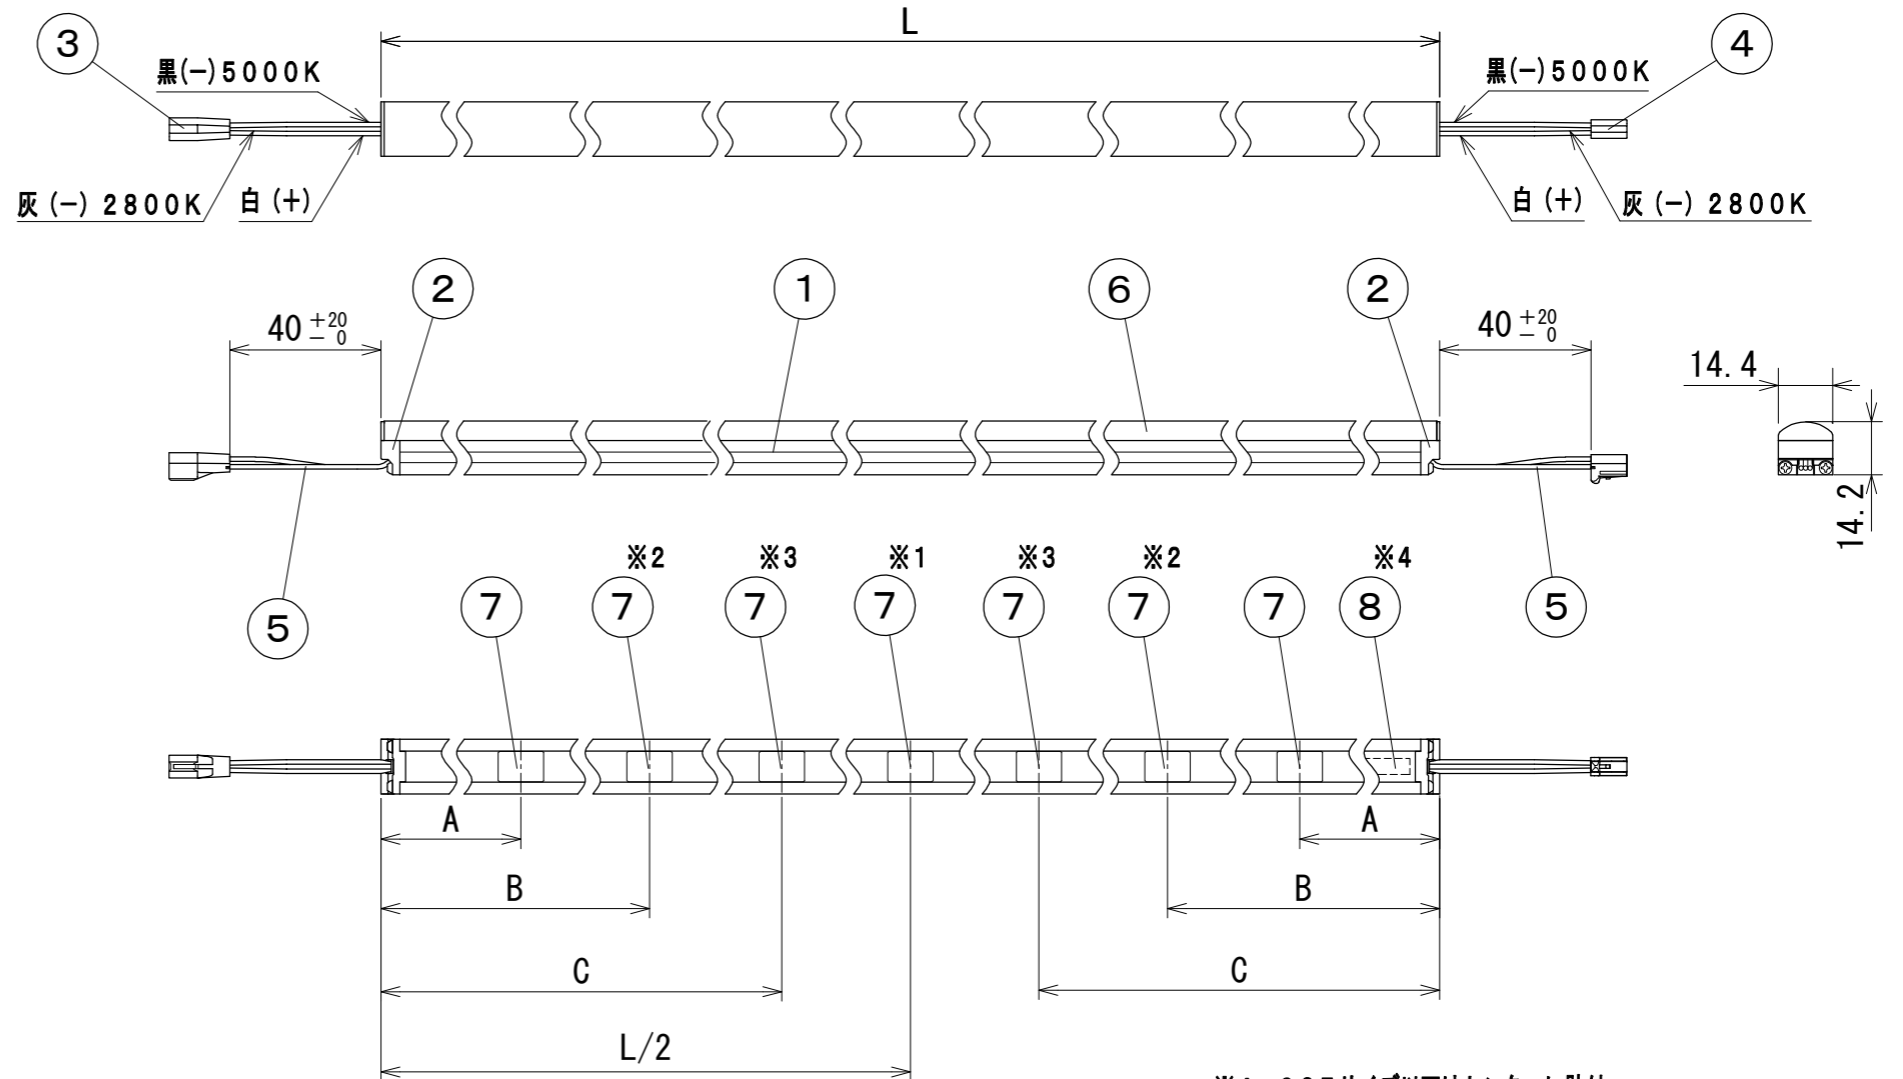 L
③
④
黒(−)5000K
黒(−)5000K
灰(−)2800K
白(+)
白(+)
灰(−)2800K
②
①
⑥
②
40 +20 −0
40 +20 −0
14.4
14.2
⑤
⑤
※2
※3
※1
※3
※2
※4
⑦
⑦
⑦
⑦
⑦
⑦
⑦
⑧
A
A
B
B
C
C
L/2